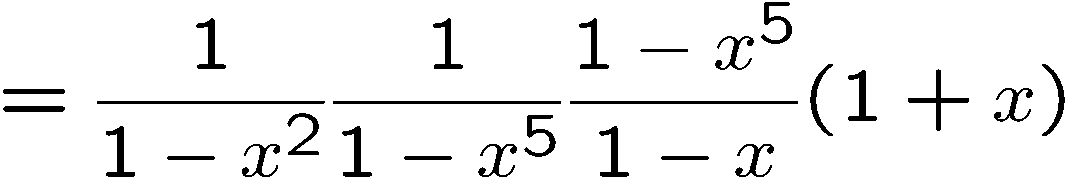 = \frac{1}{1-x^2} \frac{1}{1-x^5} \frac{1-x^5}{1-x} (1+x)